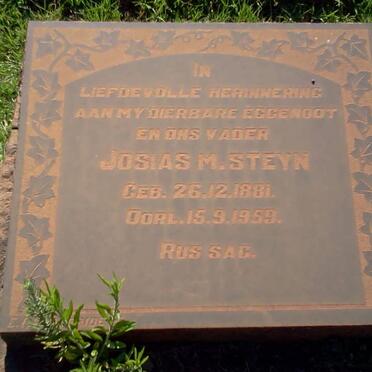 IN
LIEFDEVOLLE HERINNERING
AAN MY DIERBARE EGGENOOT
EN ONS VADER
JOSIAS M. STEYN
GEB. 26.12.1881.
OORL. 15.9.1959.
RUS SAG.